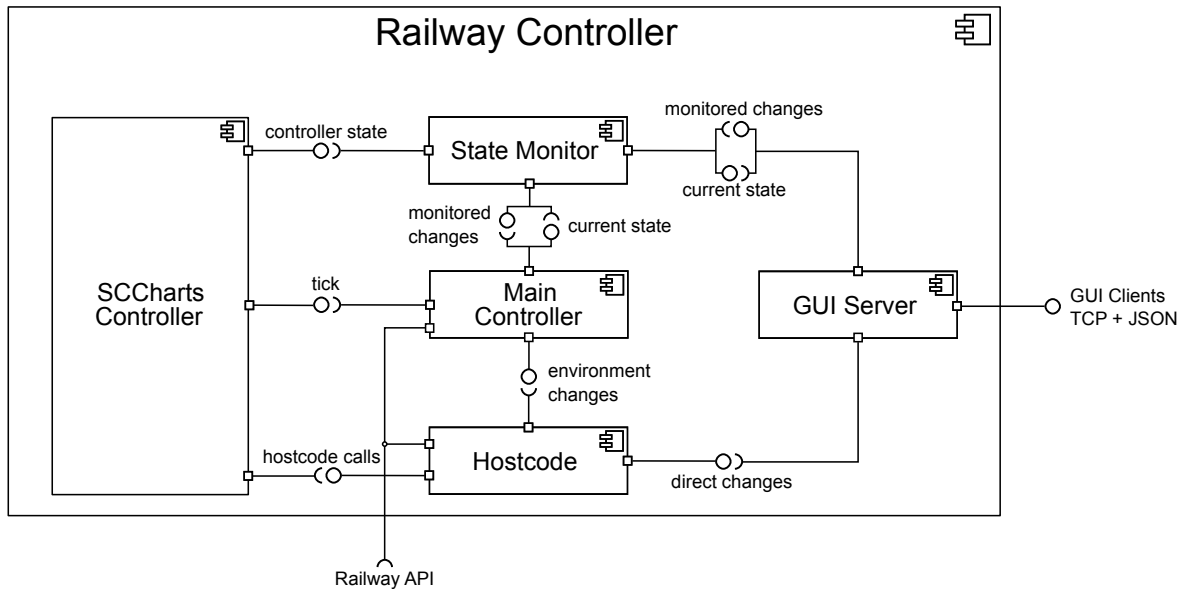 Railway Controller
monitored changes
controller state
State Monitor
current state
monitored
changes
current state
tick
SCCharts
Controller
Main
Controller
GUI Server
GUI Clients
TCP + JSON
environment
changes
hostcode calls
Hostcode
direct changes
Railway API